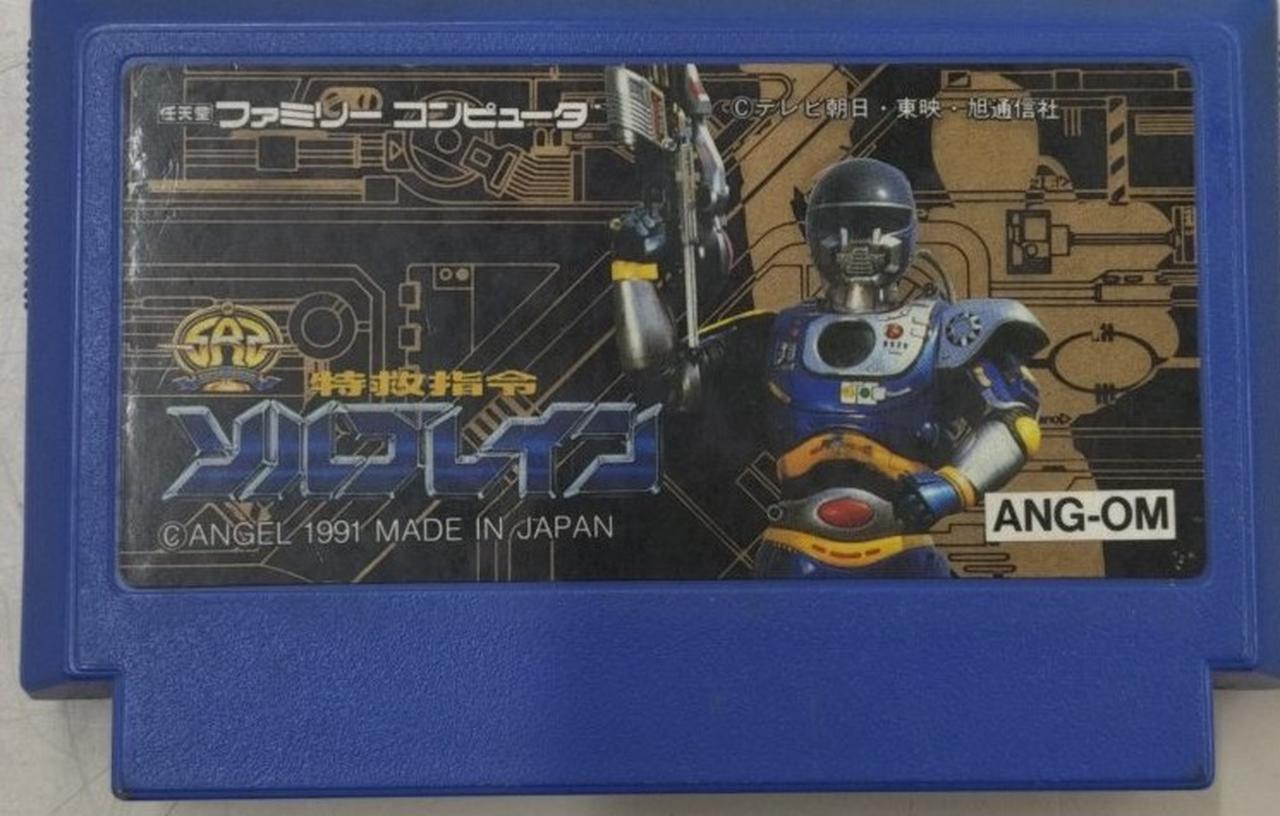 任天堂 ファミリー コンピュータ™
©テレビ朝日・東映・旭通信社
特救指令
ソルブレイン
©ANGEL 1991 MADE IN JAPAN
ANG-OM